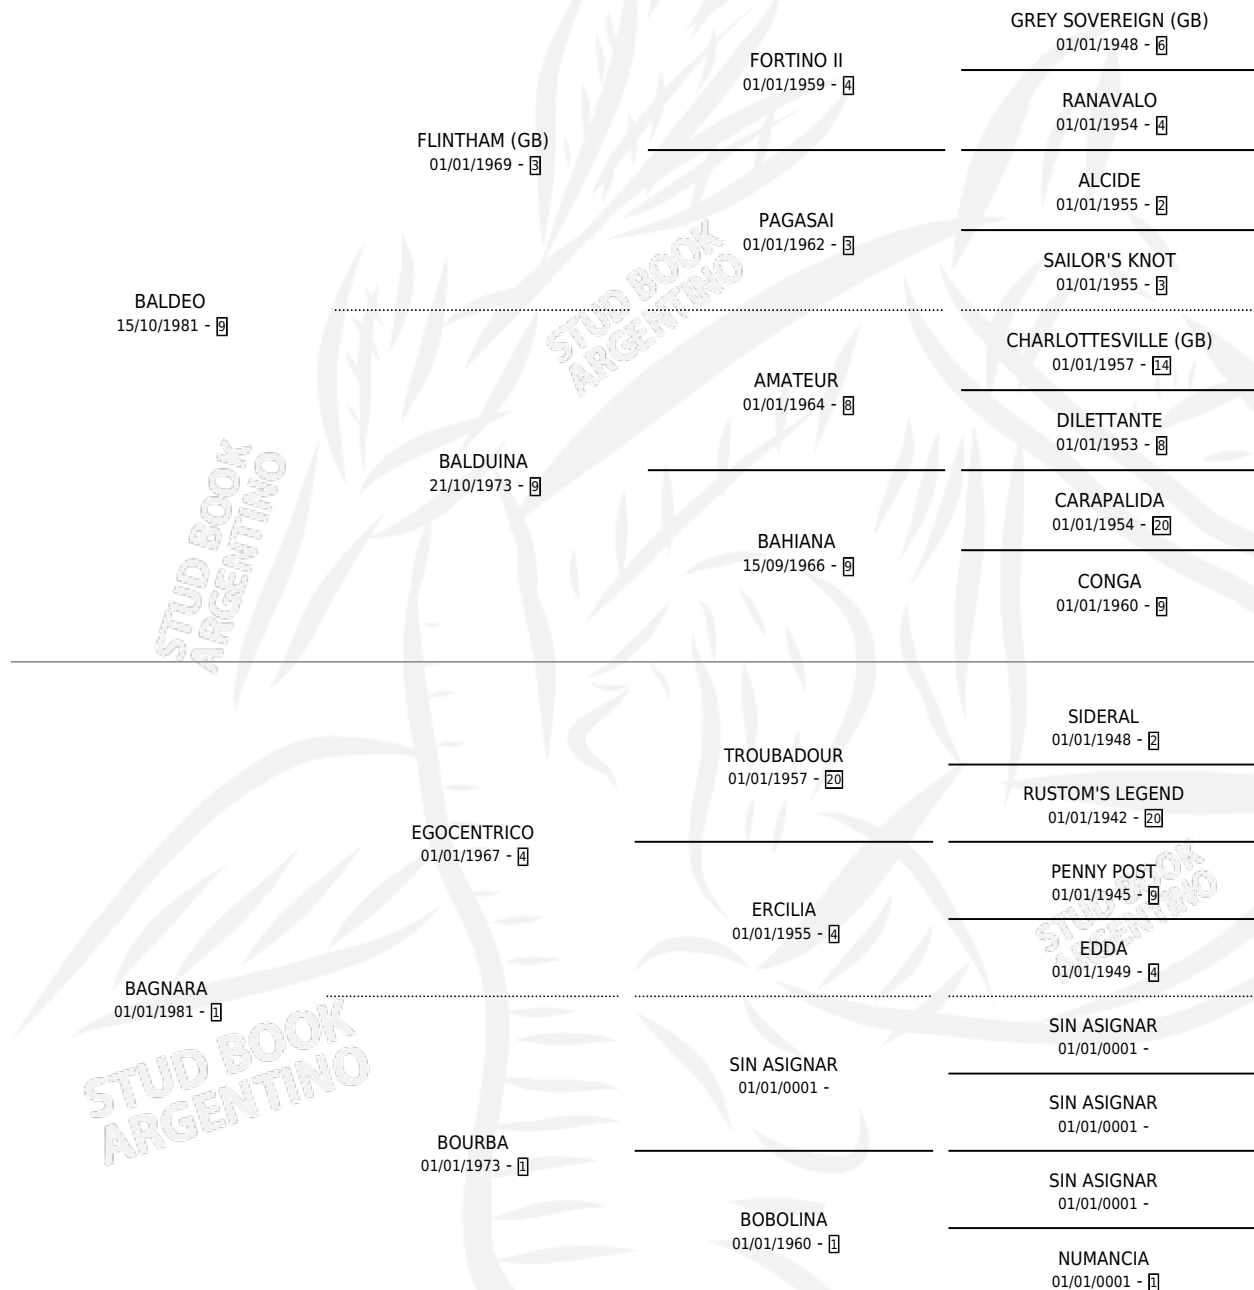 GREY SOVEREIGN (GB)
01/01/1948 - 6
FORTINO II
01/01/1959 - 4
RANAVALO
01/01/1954 - 4
FLINTHAM (GB)
01/01/1969 - 3
ALCIDE
01/01/1955 - 2
PAGASAI
01/01/1962 - 3
SAILOR'S KNOT
01/01/1955 - 3
BALDEO
15/10/1981 - 9
CHARLOTTESVILLE (GB)
01/01/1957 - 14
AMATEUR
01/01/1964 - 8
DILETTANTE
01/01/1953 - 8
BALDUINA
21/10/1973 - 9
CARAPALIDA
01/01/1954 - 20
BAHIANA
15/09/1966 - 9
CONGA
01/01/1960 - 9
SIDERAL
01/01/1948 - 2
TROUBADOUR
01/01/1957 - 20
RUSTOM'S LEGEND
01/01/1942 - 20
EGOCENTRICO
01/01/1967 - 4
PENNY POST
01/01/1945 - 9
ERCILIA
01/01/1955 - 4
EDDA
01/01/1949 - 4
BAGNARA
01/01/1981 - 1
SIN ASIGNAR
01/01/0001 -
SIN ASIGNAR
01/01/0001 -
SIN ASIGNAR
01/01/0001 -
BOURBA
01/01/1973 - 1
SIN ASIGNAR
01/01/0001 -
BOBOLINA
01/01/1960 - 1
NUMANCIA
01/01/0001 - 1
STUD BOOK
ARGENTINO
STUD BOOK
ARGENTINO
STUD BOOK
ARGENTINO
STUD BOOK
ARGENTINO